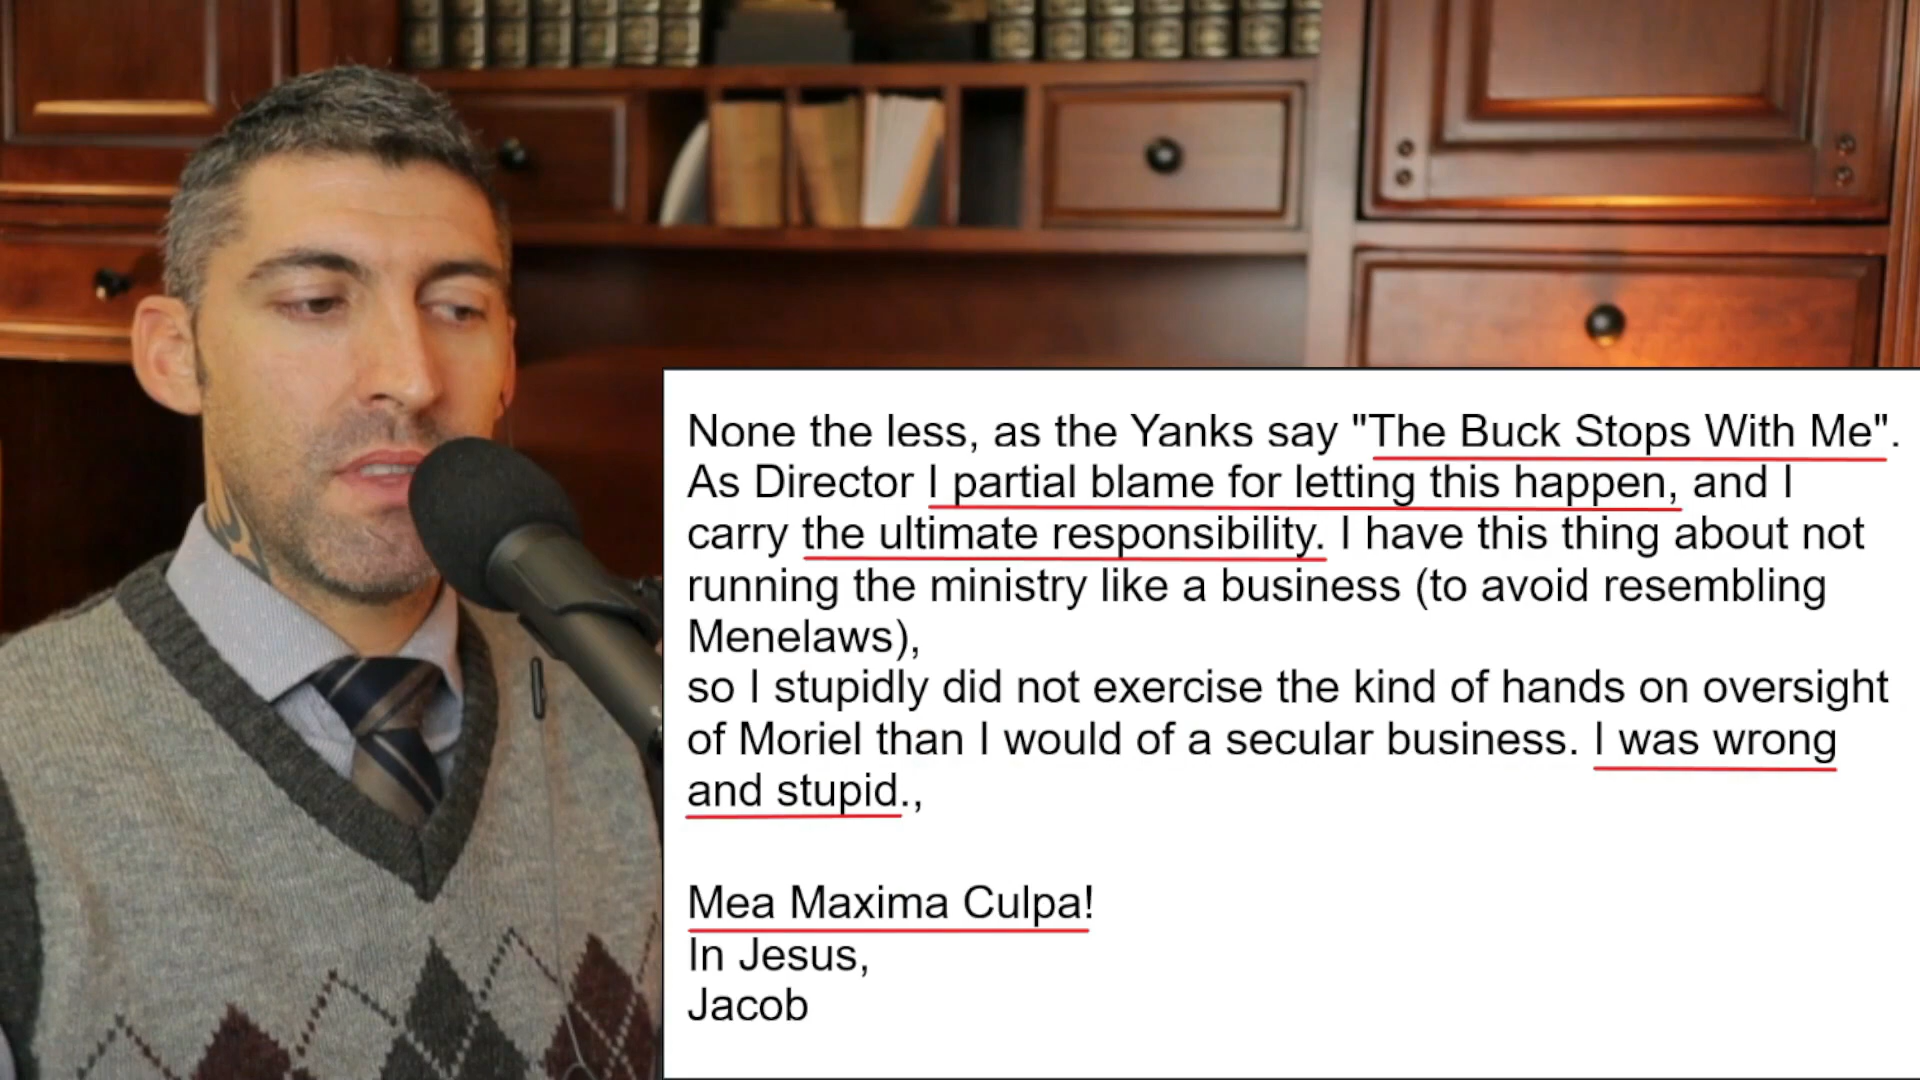 None the less, as the Yanks say "The Buck Stops With Me".
As Director I partial blame for letting this happen, and I
carry the ultimate responsibility. I have this thing about not
running the ministry like a business (to avoid resembling
Menelaws),
so I stupidly did not exercise the kind of hands on oversight
of Moriel than I would of a secular business. I was wrong
and stupid.,
Mea Maxima Culpa!
In Jesus,
Jacob